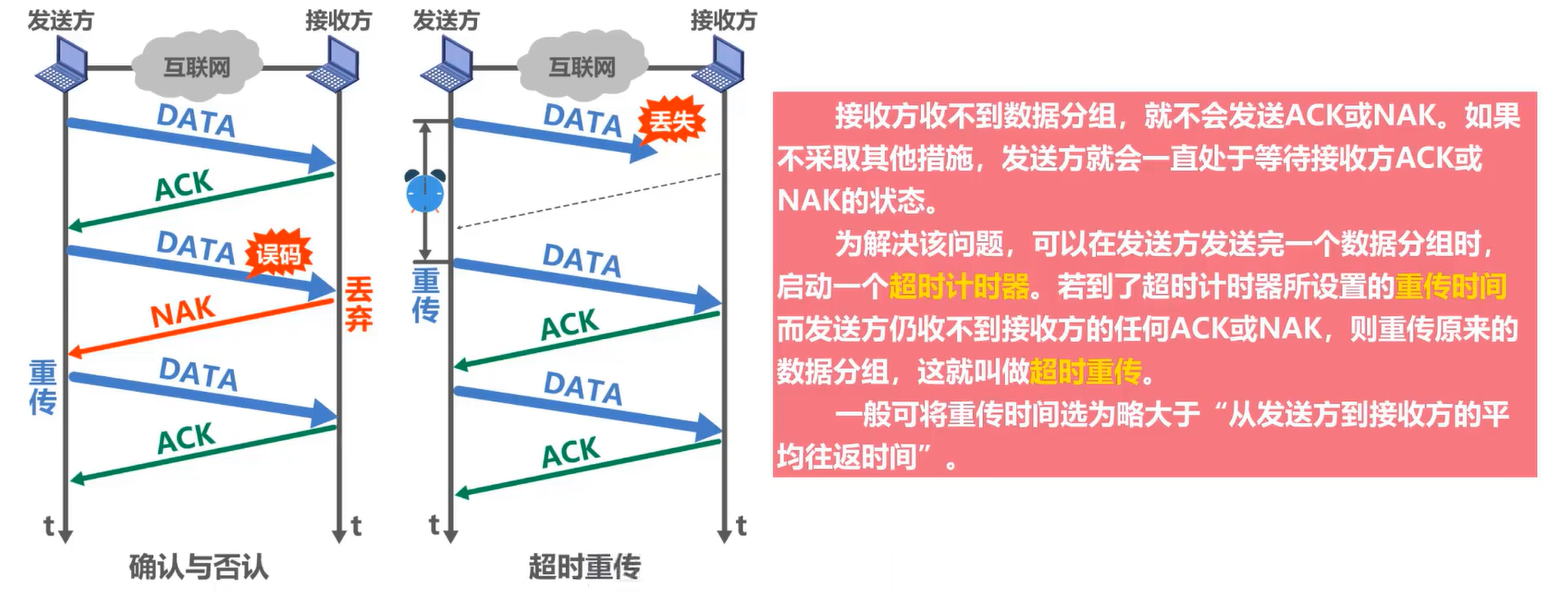 发送方
接收方
互联网
DATA
ACK
DATA
误码
NAK
丢弃
重传
DATA
ACK
t
t
确认与否认
发送方
接收方
互联网
DATA
丢失
重传
DATA
ACK
DATA
ACK
t
t
超时重传
接收方收不到数据分组，就不会发送ACK或NAK。如果
不采取其他措施，发送方就会一直处于等待接收方ACK或
NAK的状态。
为解决该问题，可以在发送方发送完一个数据分组时，
启动一个超时计时器。若到了超时计时器所设置的重传时间
而发送方仍收不到接收方的任何ACK或NAK，则重传原来的
数据分组，这就叫做超时重传。
一般可将重传时间选为略大于“从发送方到接收方的平
均往返时间”。